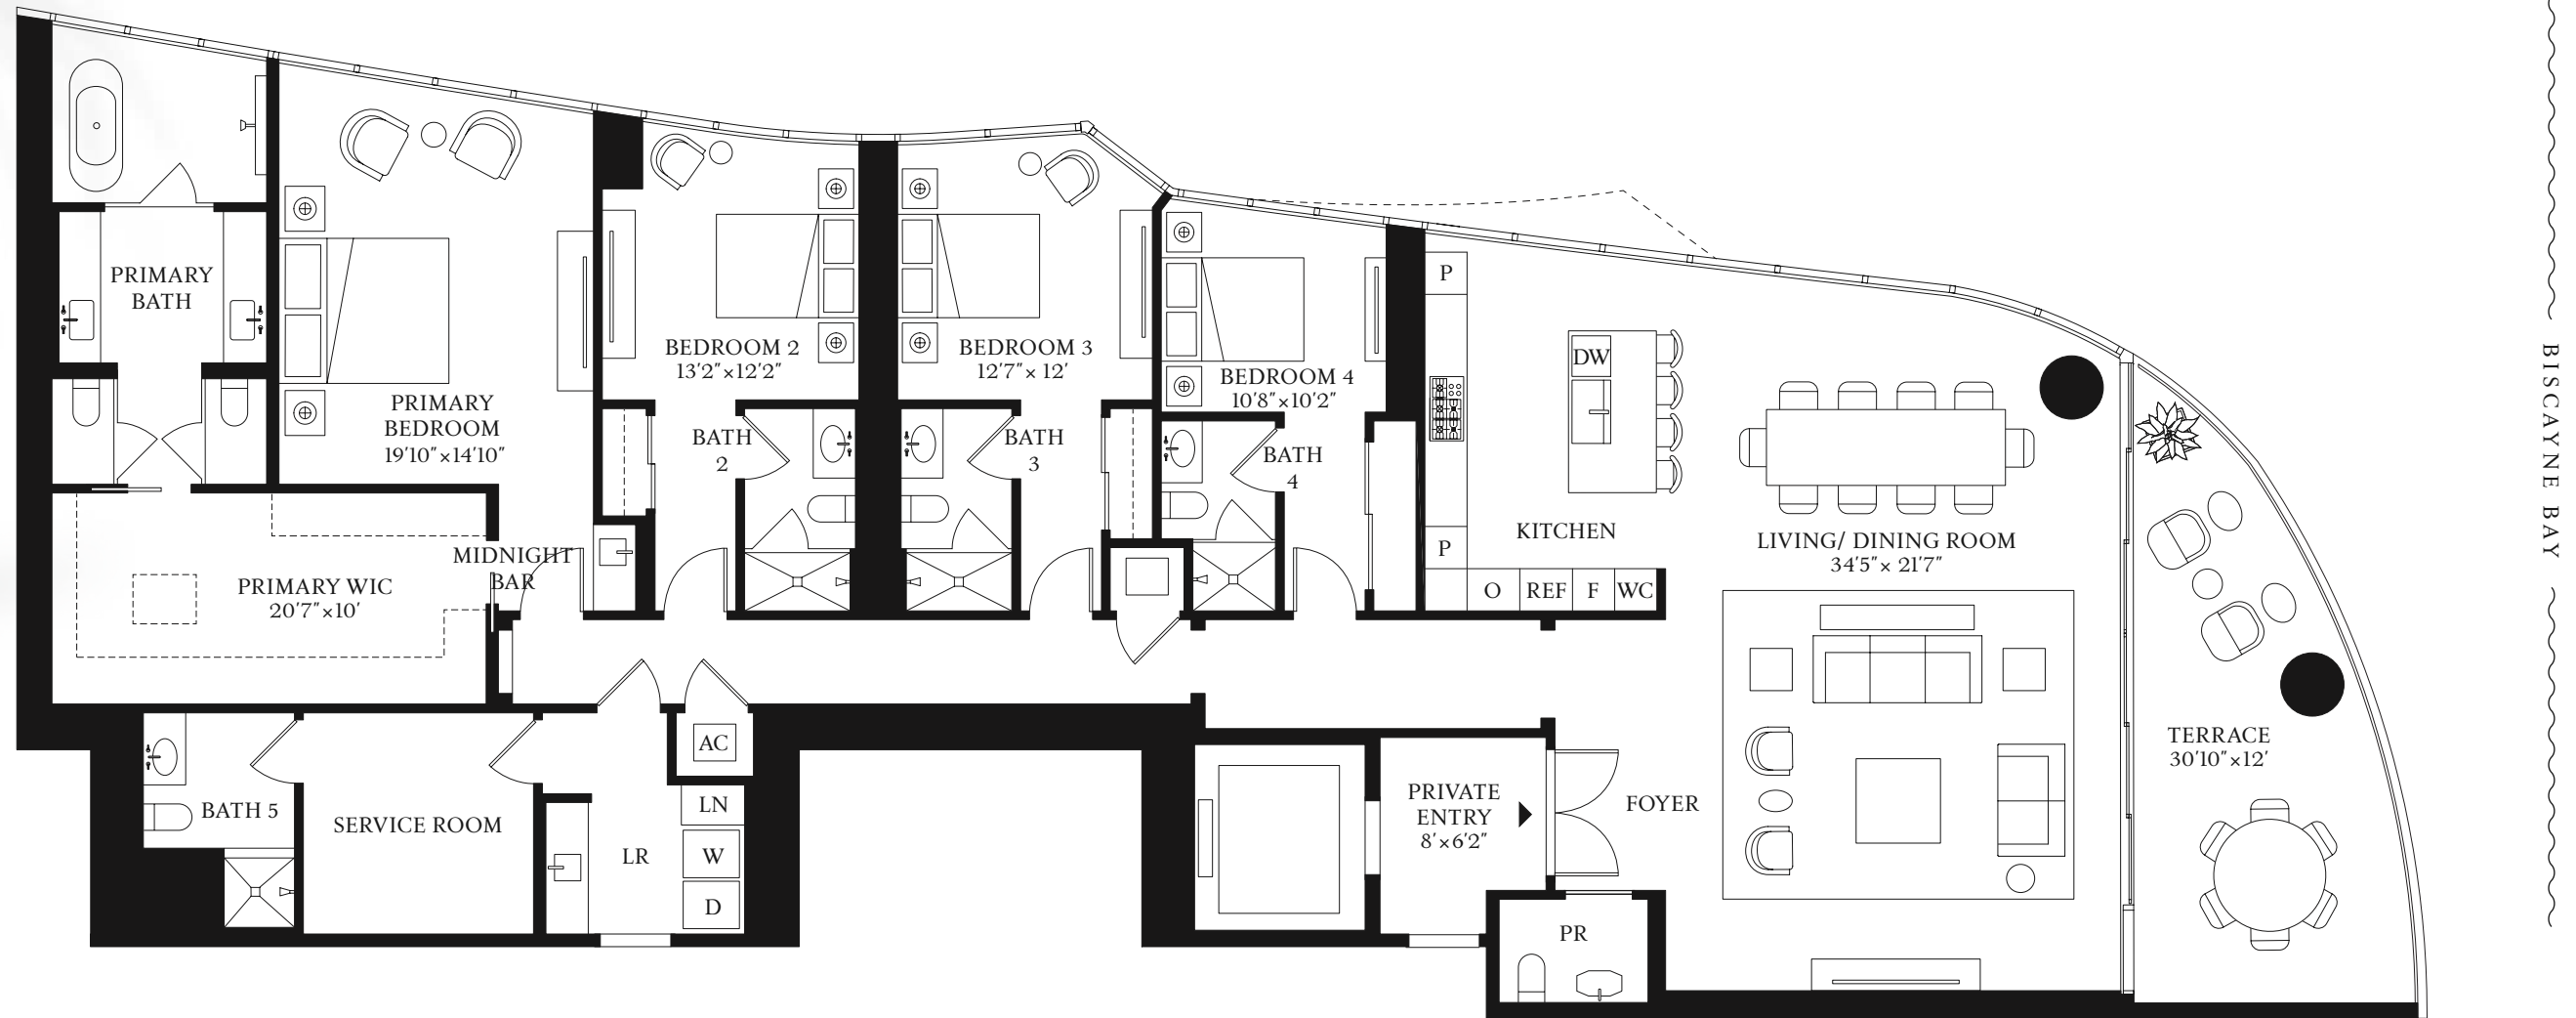 PRIMARY
BATH
PRIMARY
BEDROOM
19'10"×14'10"
BEDROOM 2
13'2"×12'2"
BEDROOM 3
12'7"× 12'
BEDROOM 4
10'8"×10'2"
BATH
2
BATH
3
BATH
4
P
DW
P
KITCHEN
O
REF
F
WC
LIVING/ DINING ROOM
34'5"× 21'7"
MIDNIGHT
BAR
PRIMARY WIC
20'7"×10'
BATH 5
SERVICE ROOM
LR
AC
LN
W
D
PRIVATE
ENTRY
8'×6'2"
FOYER
PR
TERRACE
30'10"×12'
BISCAYNE BAY